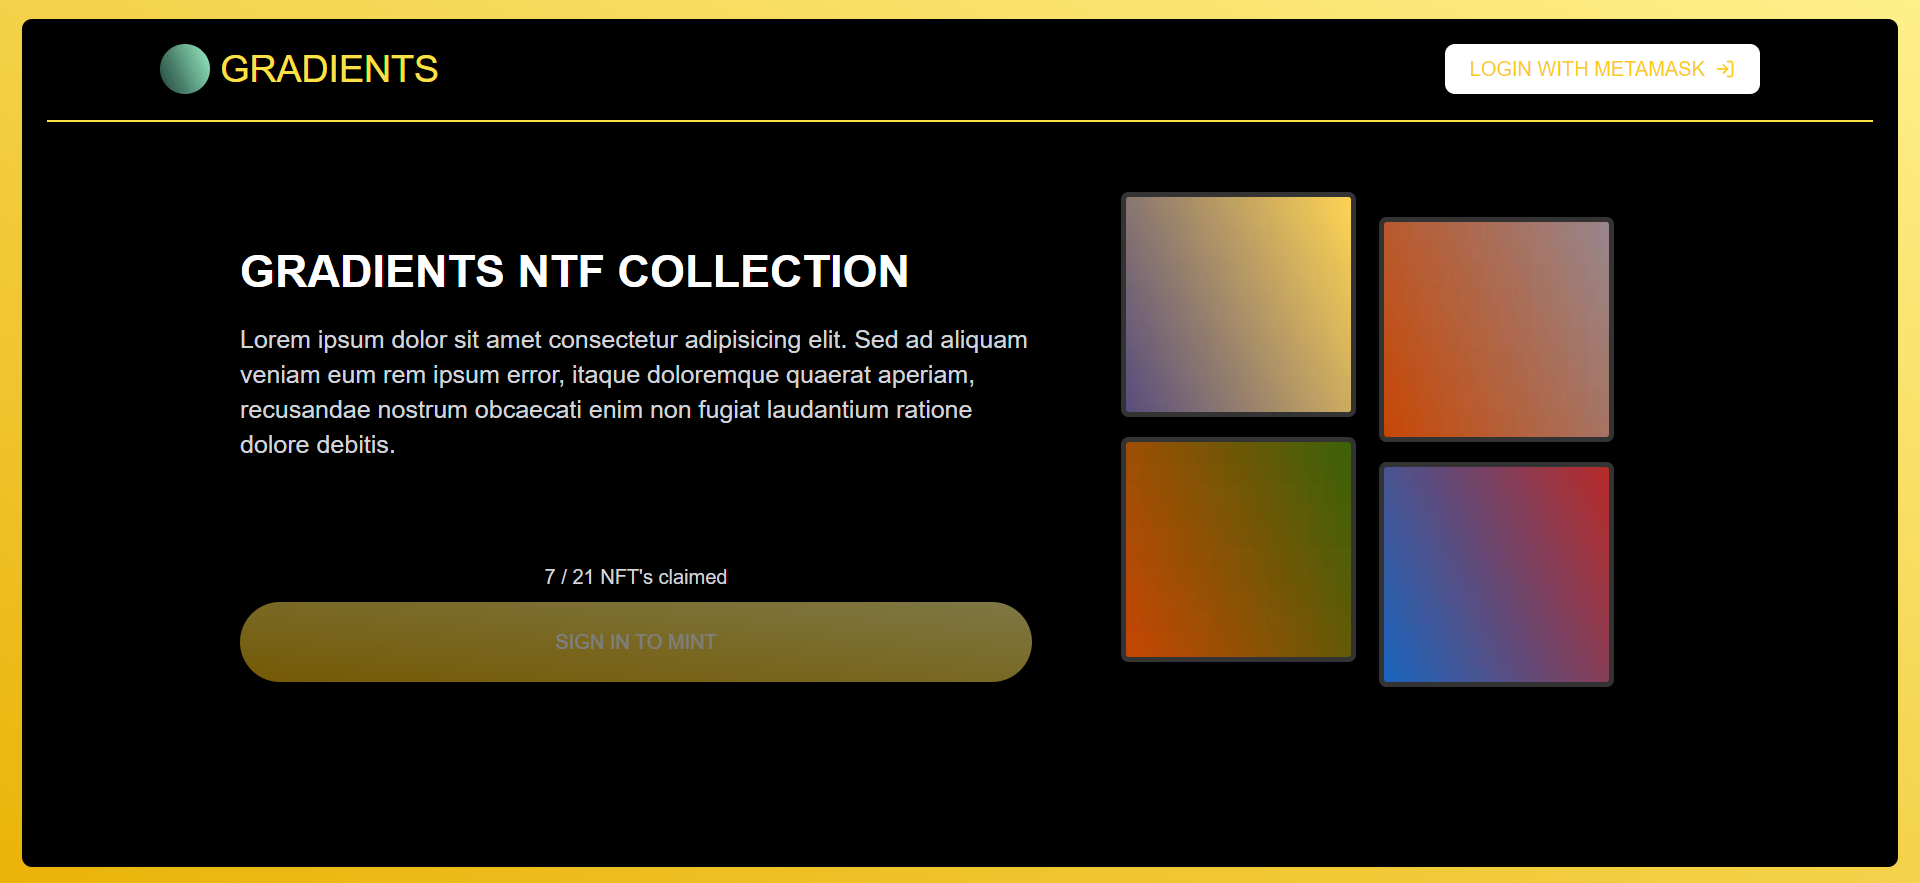 GRADIENTS
LOGIN WITH METAMASK
GRADIENTS NTF COLLECTION
Lorem ipsum dolor sit amet consectetur adipisicing elit. Sed ad aliquam
veniam eum rem ipsum error, itaque doloremque quaerat aperiam,
recusandae nostrum obcaecati enim non fugiat laudantium ratione
dolore debitis.
7 / 21 NFT's claimed
SIGN IN TO MINT